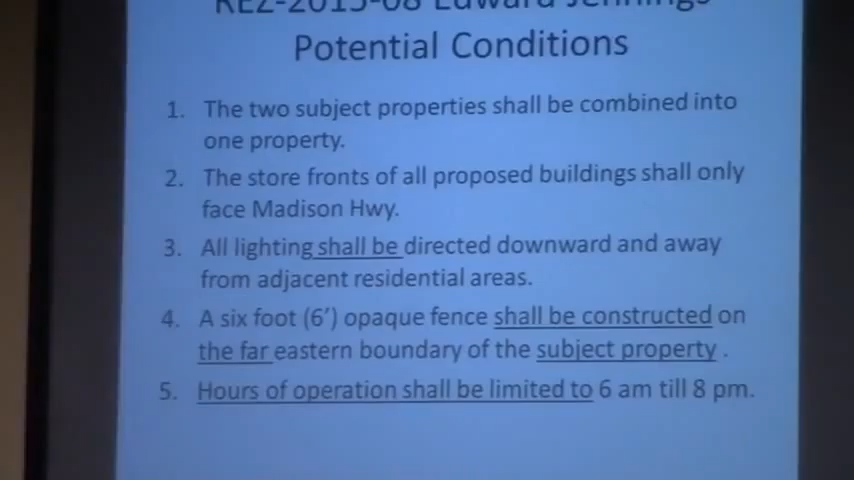 REZ-2015-08 Edward Jennings
Potential Conditions
1. The two subject properties shall be combined into
one property.
2. The store fronts of all proposed buildings shall only
face Madison Hwy.
3. All lighting shall be directed downward and away
from adjacent residential areas.
4. A six foot (6') opaque fence shall be constructed on
the far eastern boundary of the subject property .
5. Hours of operation shall be limited to 6 am till 8 pm.